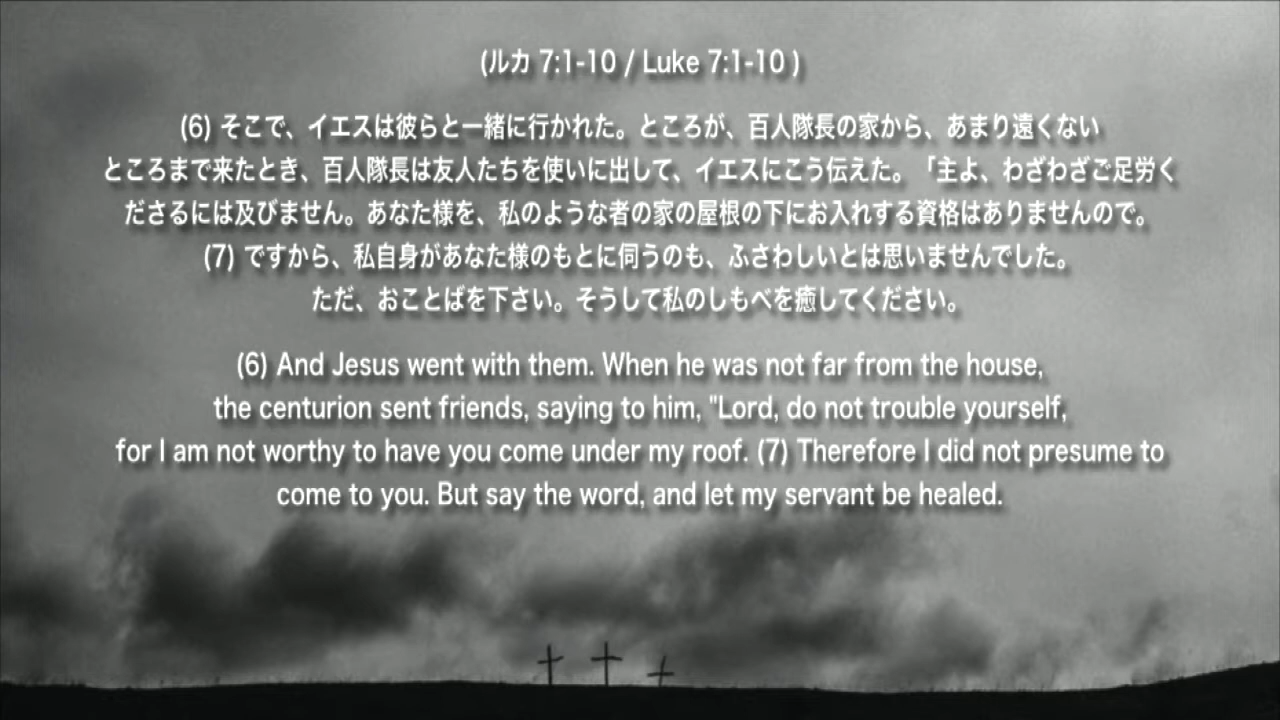 (ルカ 7:1-10 / Luke 7:1-10 )
(6) そこで、イエスは彼らと一緒に行かれた。ところが、百人隊長の家から、あまり遠くない
ところまで来たとき、百人隊長は友人たちを使いに出して、イエスにこう伝えた。「主よ、わざわざご足労く
ださるには及びません。あなた様を、私のような者の家の屋根の下にお入れする資格はありませんので。
(7) ですから、私自身があなた様のもとに伺うのも、ふさわしいとは思いませんでした。
ただ、おことばを下さい。そうして私のしもべを癒してください。
(6) And Jesus went with them. When he was not far from the house,
the centurion sent friends, saying to him, "Lord, do not trouble yourself,
for I am not worthy to have you come under my roof. (7) Therefore I did not presume to
come to you. But say the word, and let my servant be healed.